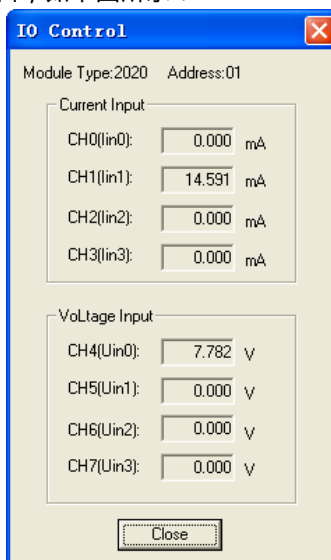 IO Control
Module Type:2020 Address:01
Current Input
CH0(Iin0): 0.000 mA
CH1(Iin1): 14.591 mA
CH2(Iin2): 0.000 mA
CH3(Iin3): 0.000 mA
VoLtage Input
CH4(Uin0): 7.782 V
CH5(Uin1): 0.000 V
CH6(Uin2): 0.000 V
CH7(Uin3): 0.000 V
Close